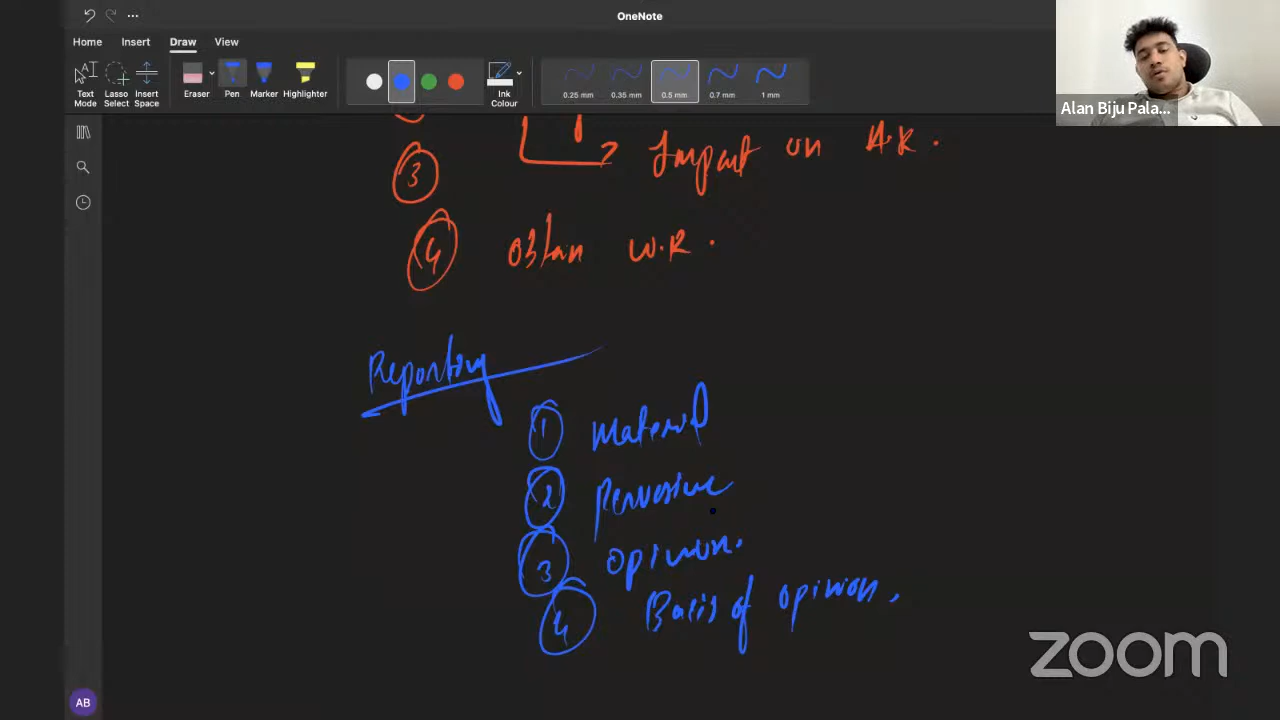 OneNote
Home Insert Draw View
Text Mode Lasso Select Insert Space Eraser Pen Marker Highlighter Ink Colour 0.25 mm 0.35 mm 0.5 mm 0.7 mm 1 mm
Alan Biju Pala...
Impact on A.R.
3
4 Obtan W.R.
Reporting
1 Material
2 Pervasive
3 Opinion.
4 Basis of opinion,
AB
zoom